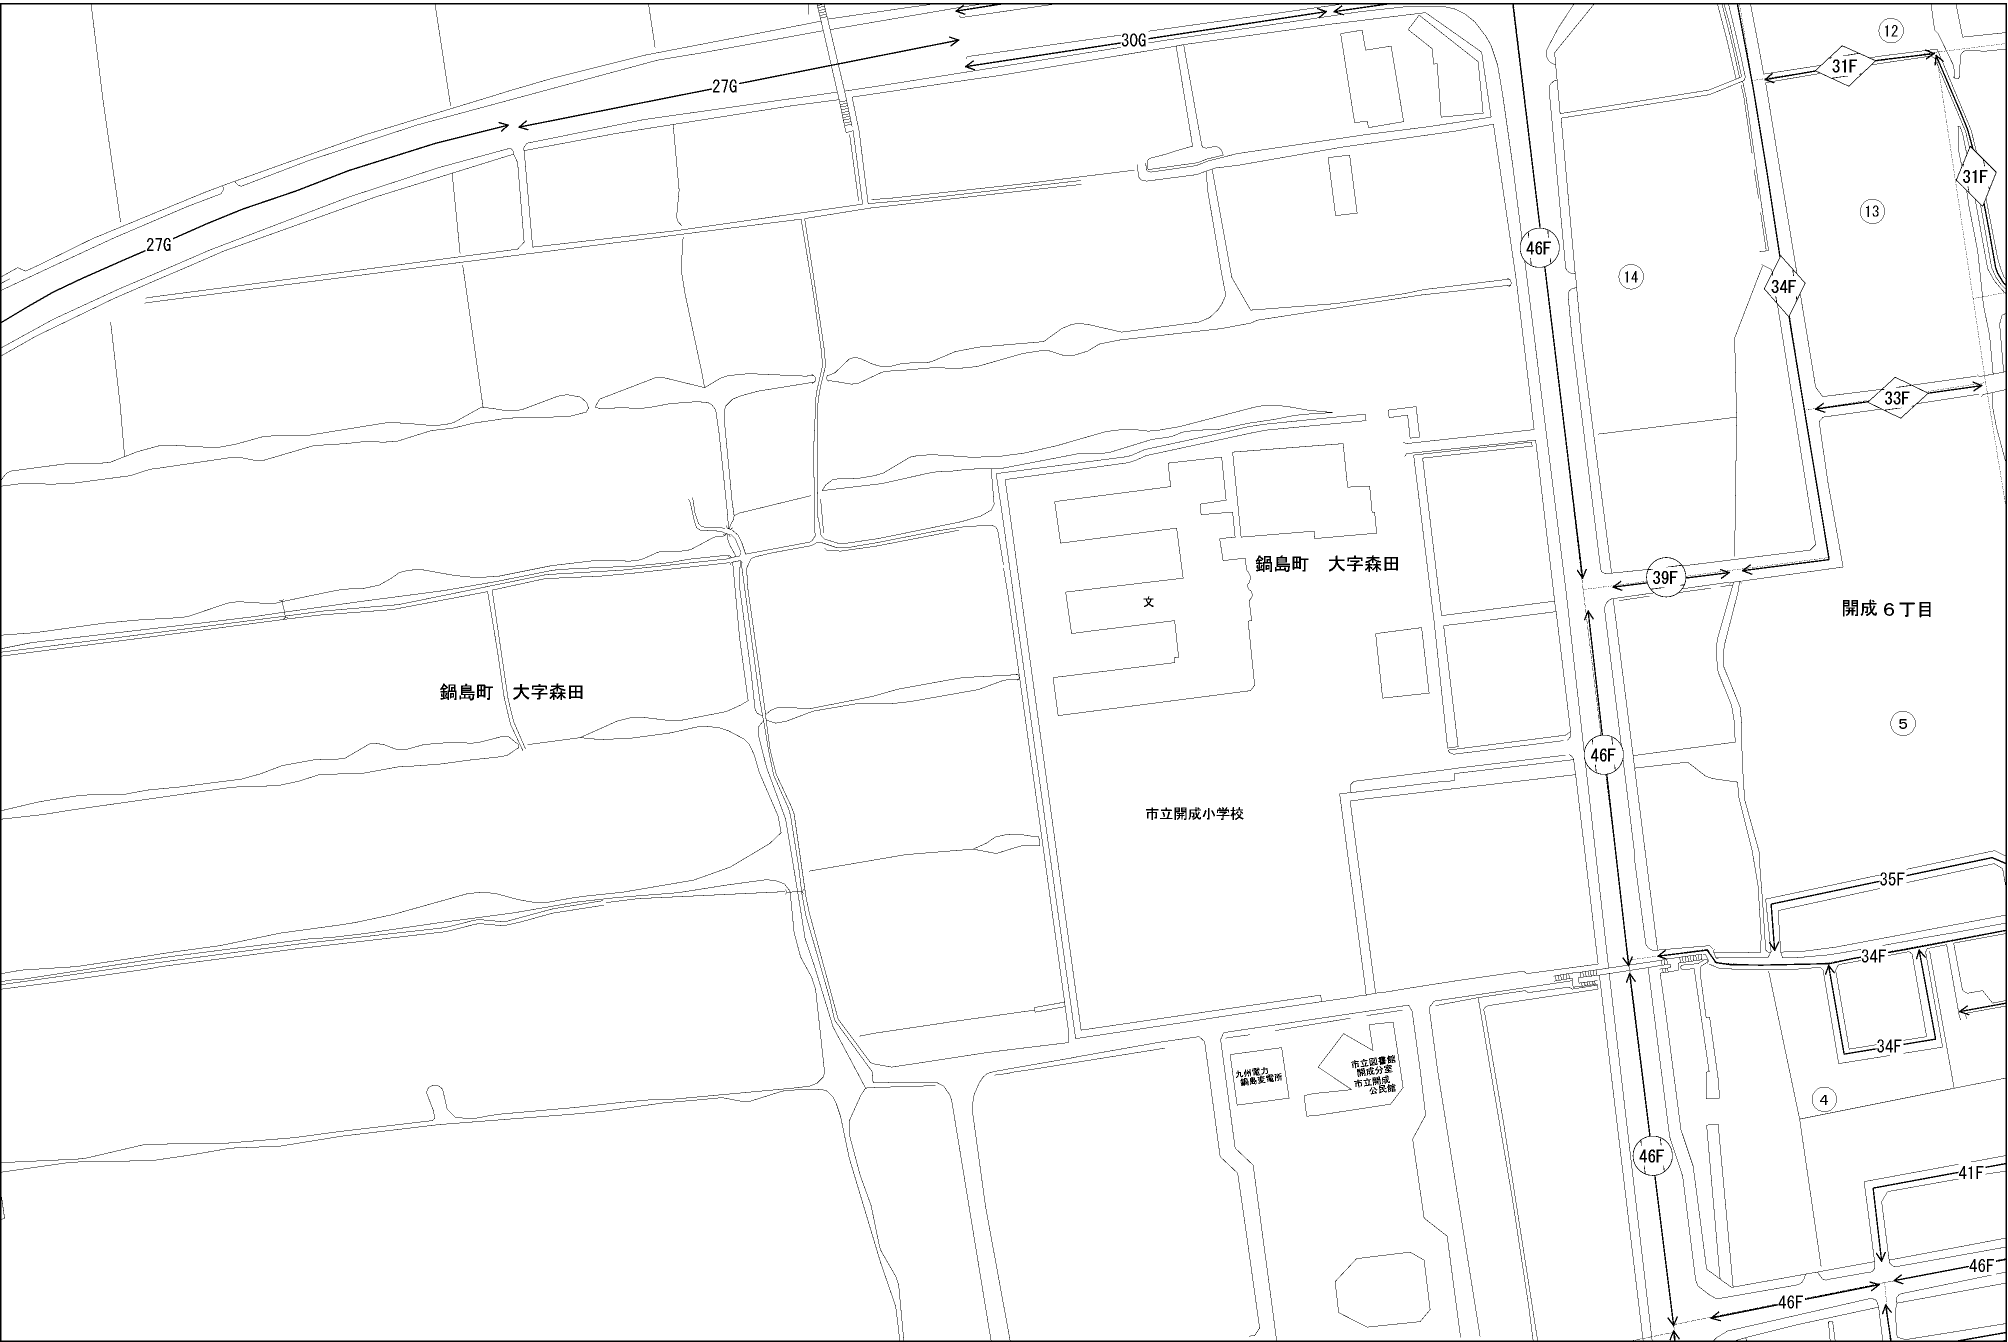 30G
12
31F
27G
31F
13
27G
46F
14
34F
33F
鍋島町　大字森田
39F
文
開成６丁目
鍋島町　大字森田
5
46F
市立開成小学校
35F
34F
34F
九州電力
鍋島変電所
市立図書館
開成分室
市立開成
公民館
4
46F
41F
46F
46F